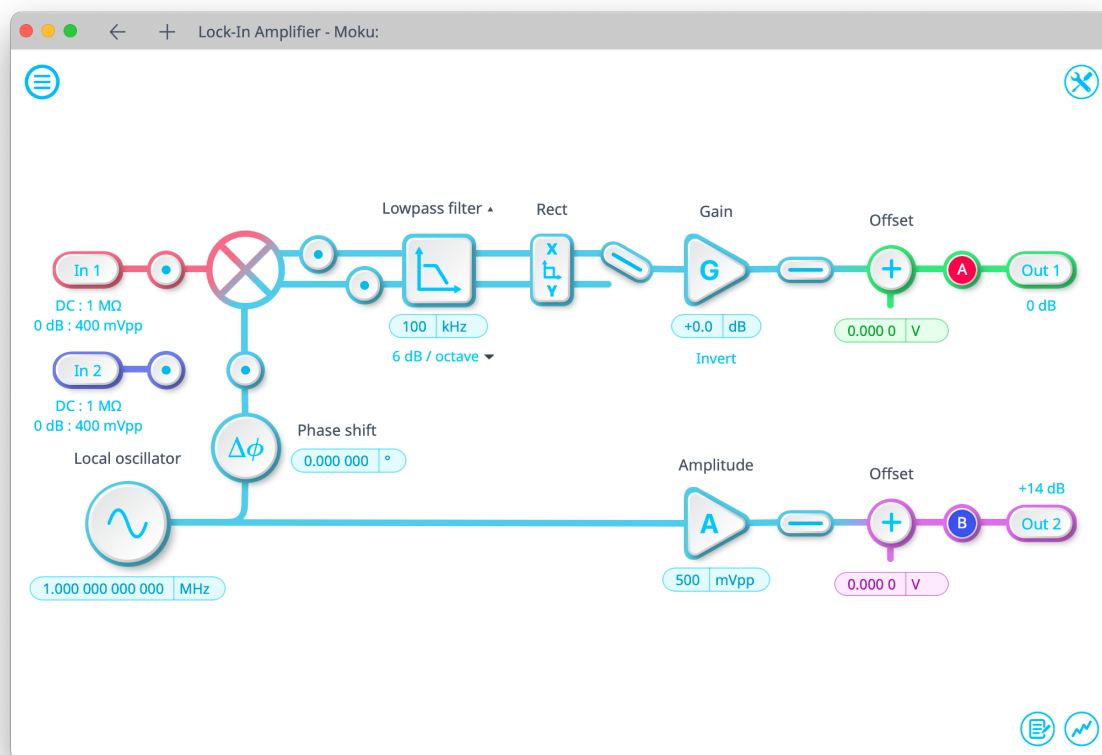 Lock-In Amplifier - Moku:
Lowpass filter
Rect
Gain
Offset
In 1
X
Y
G
A
Out 1
DC : 1 MΩ
0 dB : 400 mVpp
100 kHz
+0.0 dB
0.000 0 V
0 dB
6 dB / octave
Invert
In 2
DC : 1 MΩ
0 dB : 400 mVpp
Local oscillator
Δϕ
Phase shift
0.000 000 °
Amplitude
Offset
+14 dB
A
B
Out 2
1.000 000 000 000 MHz
500 mVpp
0.000 0 V